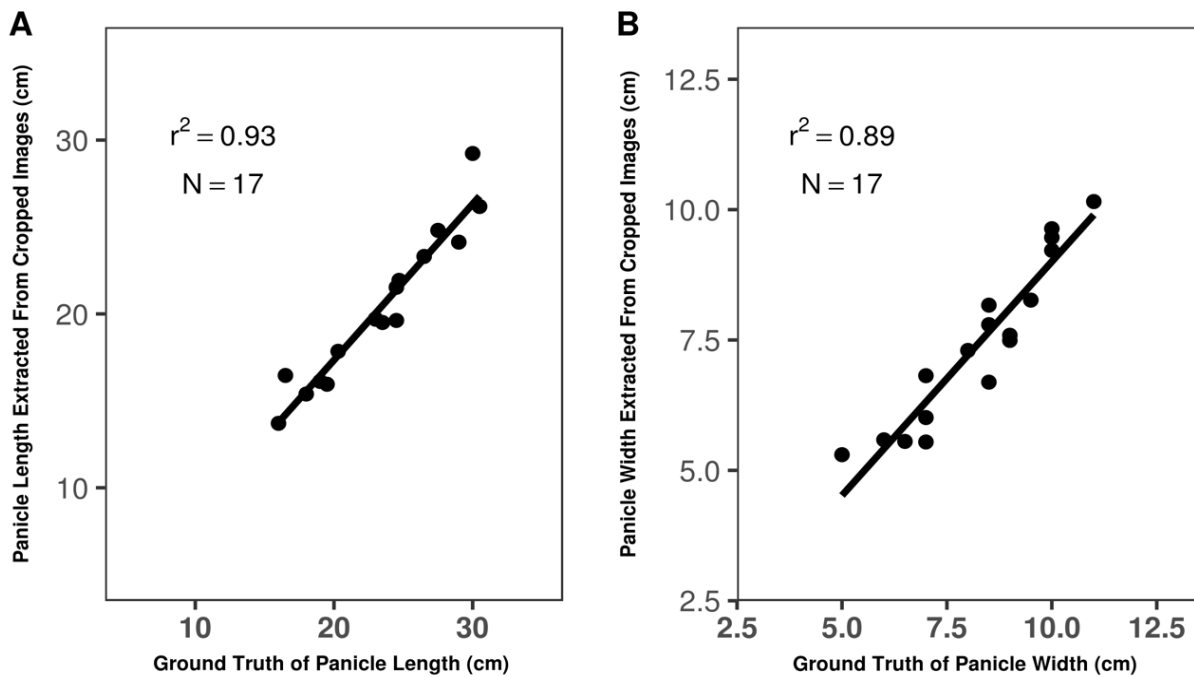 A
Panicle Length Extracted From Cropped Images (cm)
r² = 0.93
N = 17
30
20
10
10 20 30
Ground Truth of Panicle Length (cm)
B
Panicle Width Extracted From Cropped Images (cm)
r² = 0.89
N = 17
12.5
10.0
7.5
5.0
2.5
2.5 5.0 7.5 10.0 12.5
Ground Truth of Panicle Width (cm)